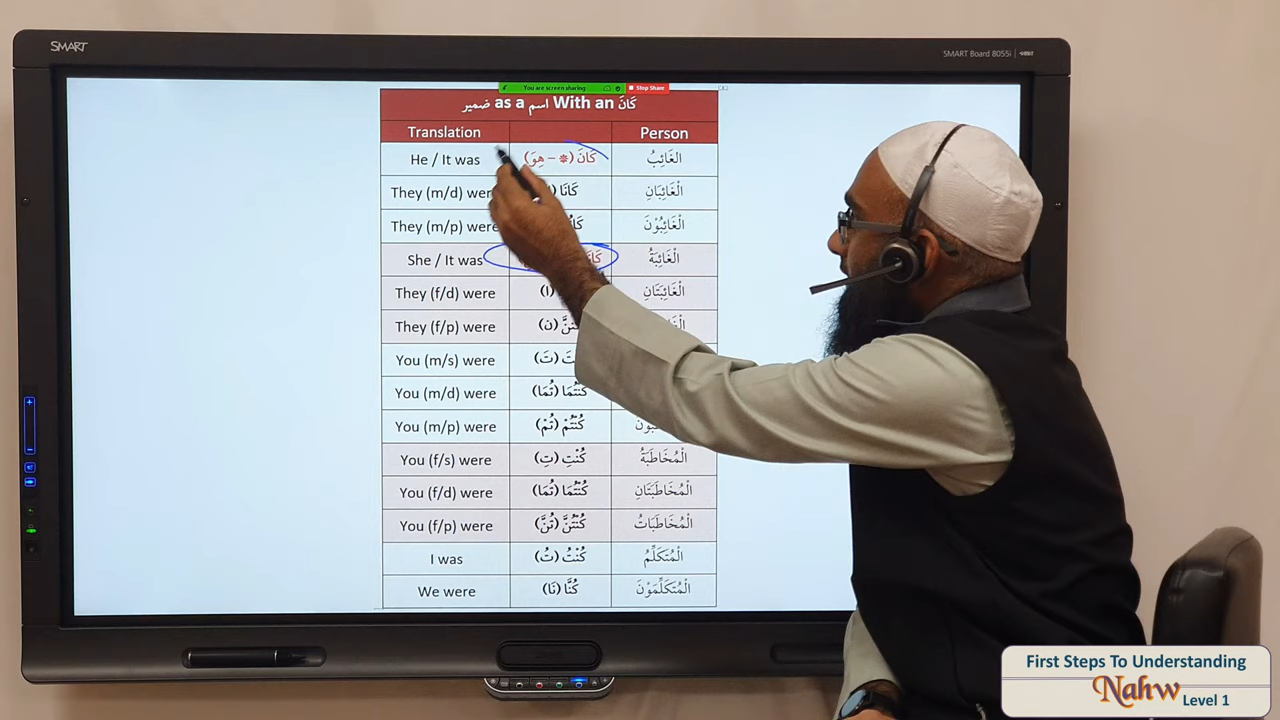 SMART
SMART Board 8055i
You are screen sharing
Stop Share
كَانَ With an اسم as a ضمير
Translation Person
He / It was كَانَ (* – هِوَ) الْغَائِبُ
They (m/d) were كَانَا الْغَائِبَانِ
They (m/p) were الْغَائِبُوْنَ
She / It was الْغَائِبَةُ
They (f/d) were (ا) الْغَائِبَتَانِ
They (f/p) were (ن)
You (m/s) were (تَ)
You (m/d) were كُنْتُمَا (تُمَا)
You (m/p) were كُنْتُمْ (تُمْ)
You (f/s) were كُنْتِ (تِ) الْمُخَاطَبَةُ
You (f/d) were كُنْتُمَا (تُمَا) الْمُخَاطَبَتَانِ
You (f/p) were كُنْتُنَّ (تُنَّ) الْمُخَاطَبَاتُ
I was كُنْتُ (تُ) الْمُتَكَلِّمُ
We were كُنَّا (نَا) الْمُتَكَلِّمَوْنَ
First Steps To Understanding
Nahw Level 1